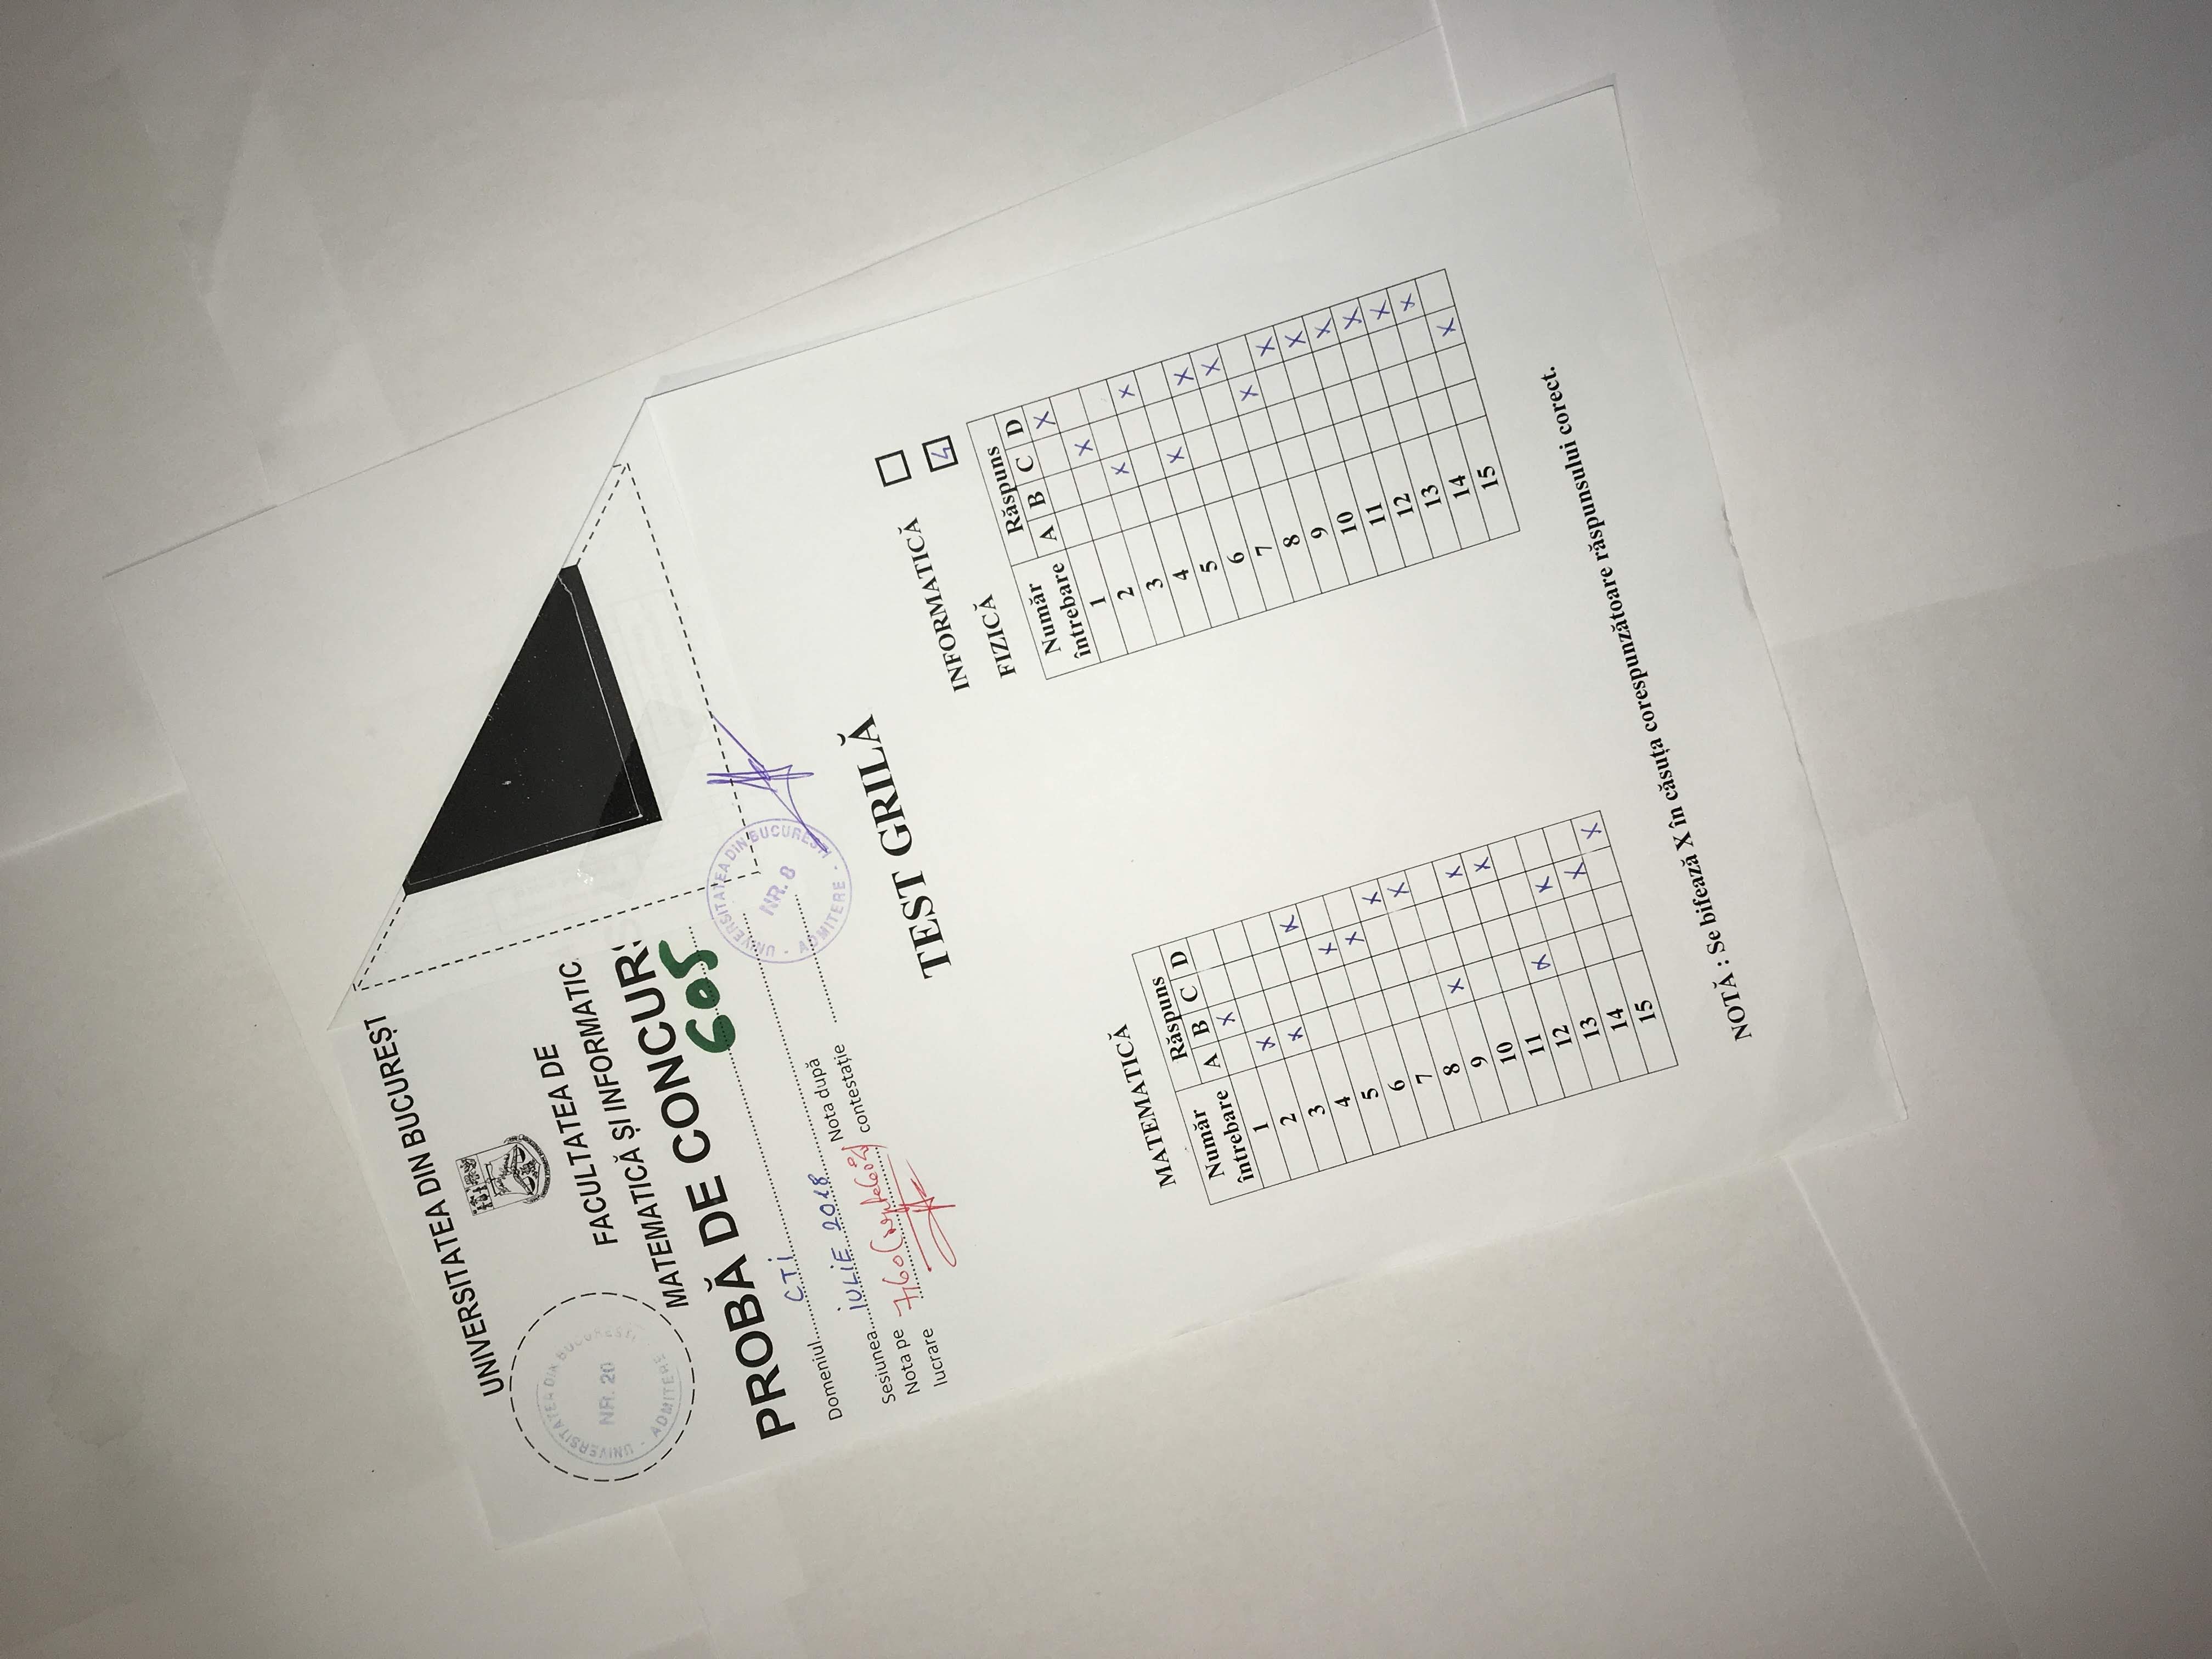 UNIVERSITATEA DIN BUCUREȘT
UNIVERSITATEA DIN BUCUREȘTI
NR. 20
ADMITERE
FACULTATEA DE
MATEMATICĂ ȘI INFORMATIC
PROBĂ DE CONCURS
605
Domeniul CTI
Sesiunea IULIE 2018
Nota pe lucrare 7,60
Nota după contestație
UNIVERSITATEA DIN BUCUREȘTI
NR. 8
ADMITERE
TEST GRILĂ
MATEMATICĂ
Număr întrebare Răspuns
A B C D
1 X
2 X
3 X
4 X
5 X
6 X
7 X
8 X
9 X
10 X
11 X
12 X
13 X
14 X
15 X
INFORMATICĂ
FIZICĂ
Număr întrebare Răspuns
A B C D
1 X
2 X
3 X
4 X
5 X
6 X
7 X
8 X
9 X
10 X
11 X
12 X
13 X
14 X
15 X
NOTĂ : Se bifează X în căsuța corespunzătoare răspunsului corect.